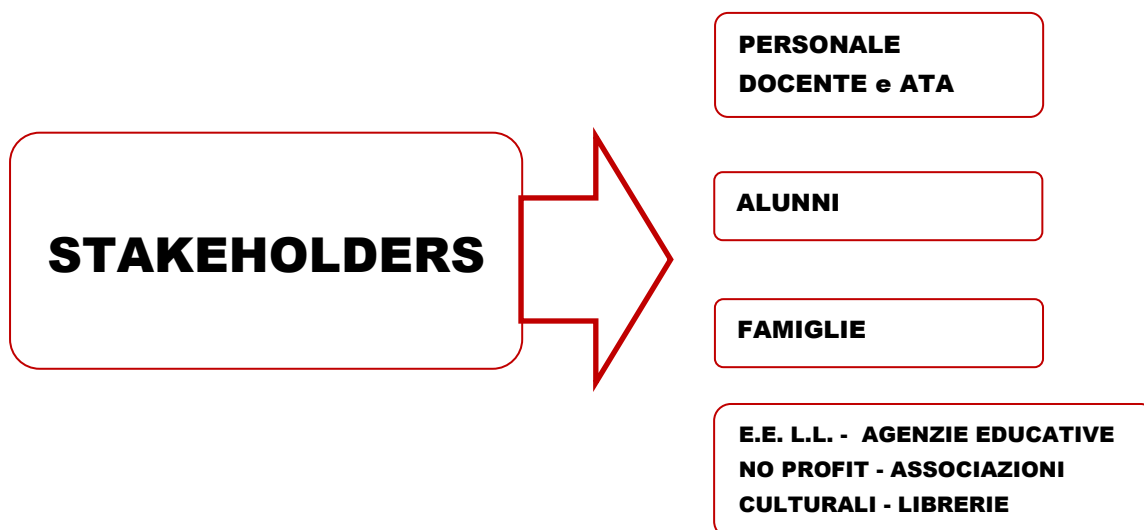 STAKEHOLDERS
PERSONALE
DOCENTE e ATA
ALUNNI
FAMIGLIE
E.E. L.L. - AGENZIE EDUCATIVE
NO PROFIT - ASSOCIAZIONI
CULTURALI - LIBRERIE